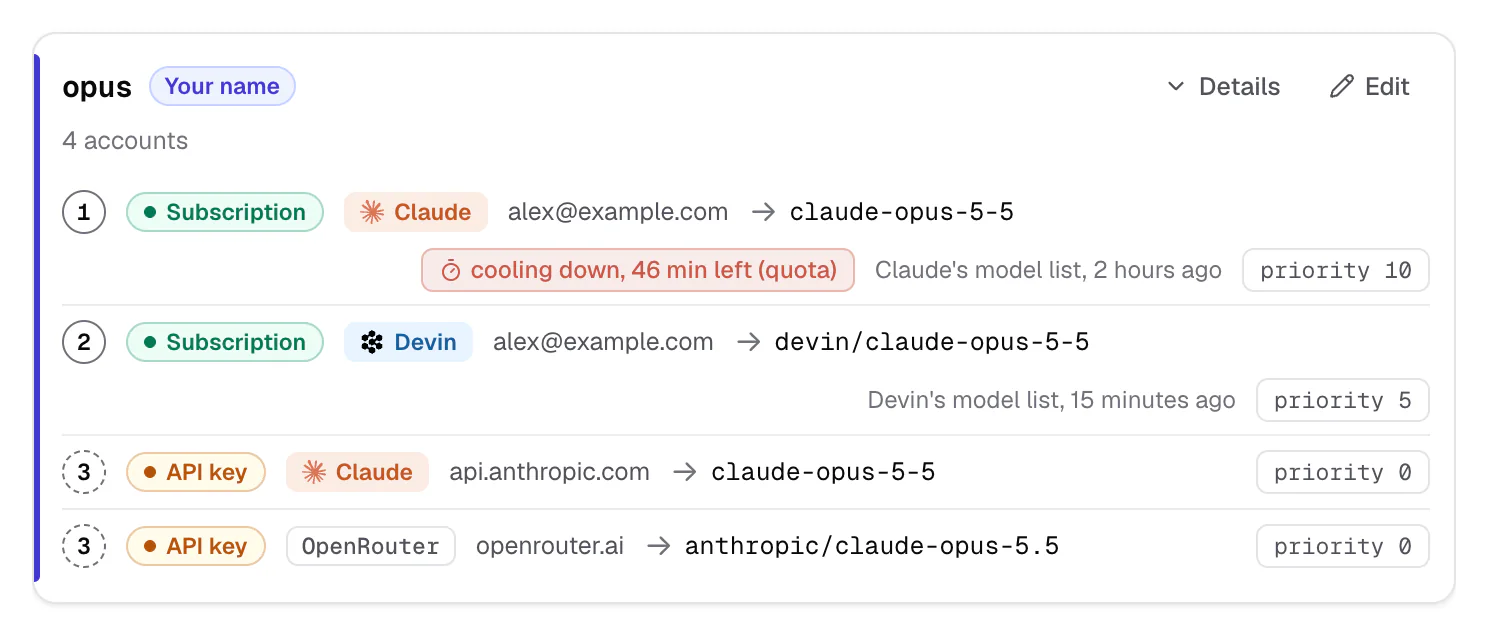 opus Your name Details Edit
4 accounts
1 Subscription Claude alex@example.com → claude-opus-5-5
cooling down, 46 min left (quota) Claude's model list, 2 hours ago priority 10
2 Subscription Devin alex@example.com → devin/claude-opus-5-5
Devin's model list, 15 minutes ago priority 5
3 API key Claude api.anthropic.com → claude-opus-5-5 priority 0
3 API key OpenRouter openrouter.ai → anthropic/claude-opus-5.5 priority 0